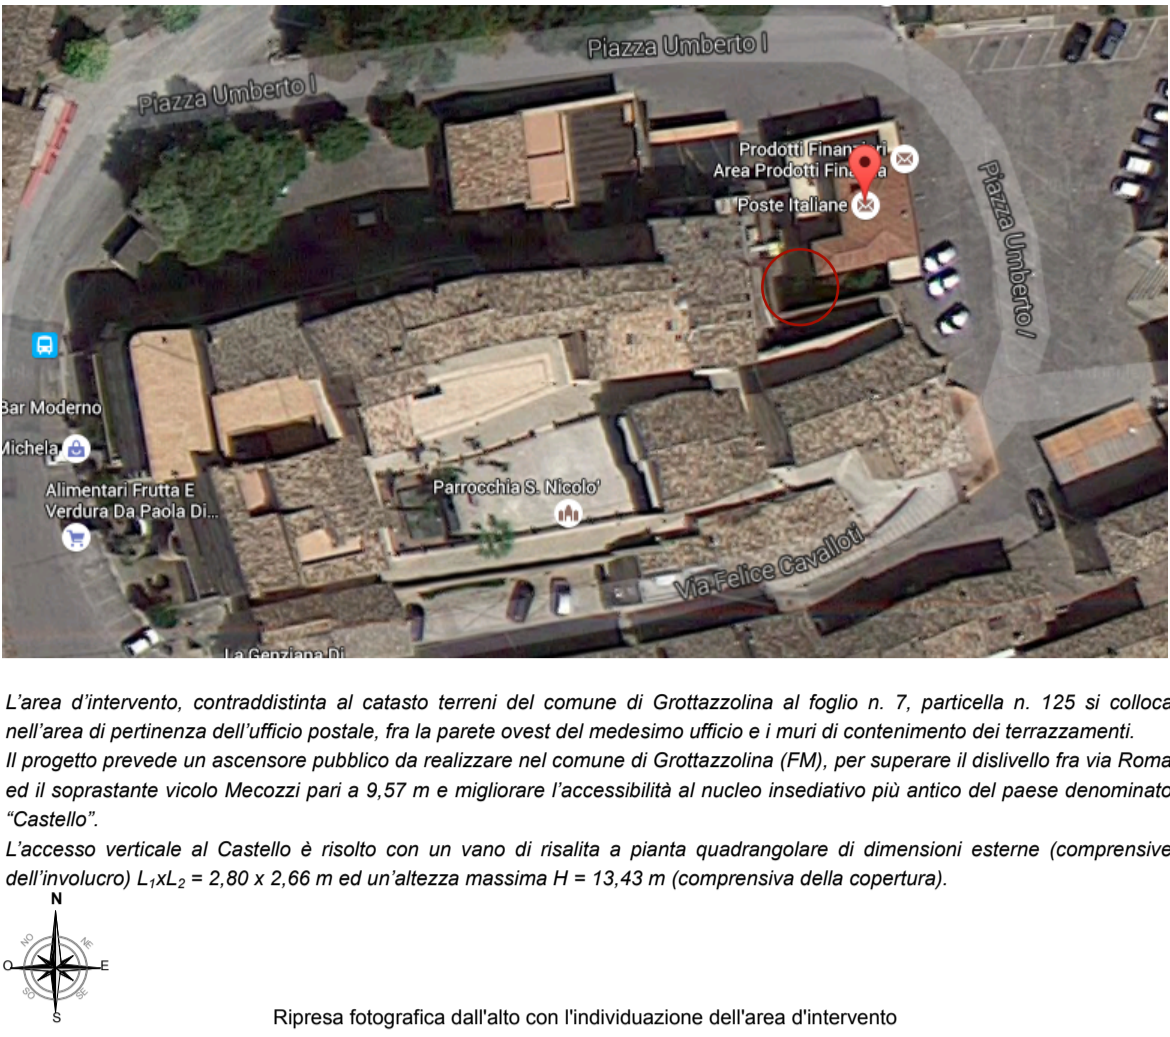 Piazza Umberto I
Piazza Umberto I
Prodotti Finanziari
Area Prodotti Finanzia
Poste Italiane
Piazza Umberto I
Bar Moderno
Michela
Alimentari Frutta E
Verdura Da Paola Di...
Parrocchia S. Nicolo'
Via Felice Cavalloti
La Genziana Di
L'area d'intervento, contraddistinta al catasto terreni del comune di Grottazzolina al foglio n. 7, particella n. 125 si colloca
nell'area di pertinenza dell'ufficio postale, fra la parete ovest del medesimo ufficio e i muri di contenimento dei terrazzamenti.
Il progetto prevede un ascensore pubblico da realizzare nel comune di Grottazzolina (FM), per superare il dislivello fra via Roma
ed il soprastante vicolo Mecozzi pari a 9,57 m e migliorare l'accessibilità al nucleo insediativo più antico del paese denominato
“Castello”.
L'accesso verticale al Castello è risolto con un vano di risalita a pianta quadrangolare di dimensioni esterne (comprensive
dell'involucro) L₁xL₂ = 2,80 x 2,66 m ed un'altezza massima H = 13,43 m (comprensiva della copertura).
N
NO NE
O E
SO SE
S
Ripresa fotografica dall'alto con l'individuazione dell'area d'intervento